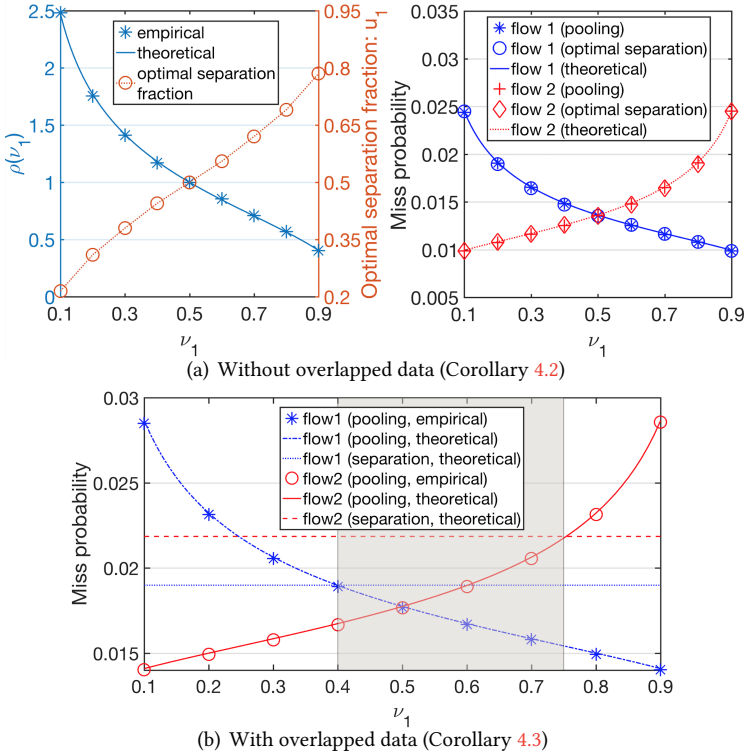 2.5
2
1.5
1
0.5
0
ρ(ν1)
empirical
theoretical
optimal separation
fraction
0.95
0.8
0.65
0.5
0.35
0.2
Optimal separation fraction: u1
0.1 0.3 0.5 0.7 0.9
ν1
0.035
0.03
0.025
0.02
0.015
0.01
0.005
Miss probability
flow 1 (pooling)
flow 1 (optimal separation)
flow 1 (theoretical)
flow 2 (pooling)
flow 2 (optimal separation)
flow 2 (theoretical)
0.1 0.3 0.5 0.7 0.9
ν1
(a) Without overlapped data (Corollary 4.2)
0.03
0.025
0.02
0.015
Miss probability
flow1 (pooling, empirical)
flow1 (pooling, theoretical)
flow1 (separation, theoretical)
flow2 (pooling, empirical)
flow2 (pooling, theoretical)
flow2 (separation, theoretical)
0.1 0.2 0.3 0.4 0.5 0.6 0.7 0.8 0.9
ν1
(b) With overlapped data (Corollary 4.3)